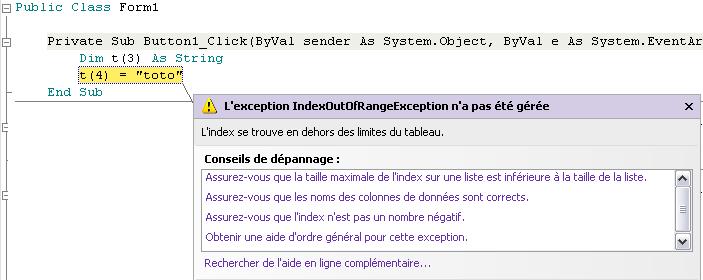 Public Class Form1
Private Sub Button1_Click(ByVal sender As System.Object, ByVal e As System.EventAr
Dim t(3) As String
t(4) = "toto"
End Sub
L'exception IndexOutOfRangeException n'a pas été gérée
L'index se trouve en dehors des limites du tableau.
Conseils de dépannage :
Assurez-vous que la taille maximale de l'index sur une liste est inférieure à la taille de la liste.
Assurez-vous que les noms des colonnes de données sont corrects.
Assurez-vous que l'index n'est pas un nombre négatif.
Obtenir une aide d'ordre général pour cette exception.
Rechercher de l'aide en ligne complémentaire...